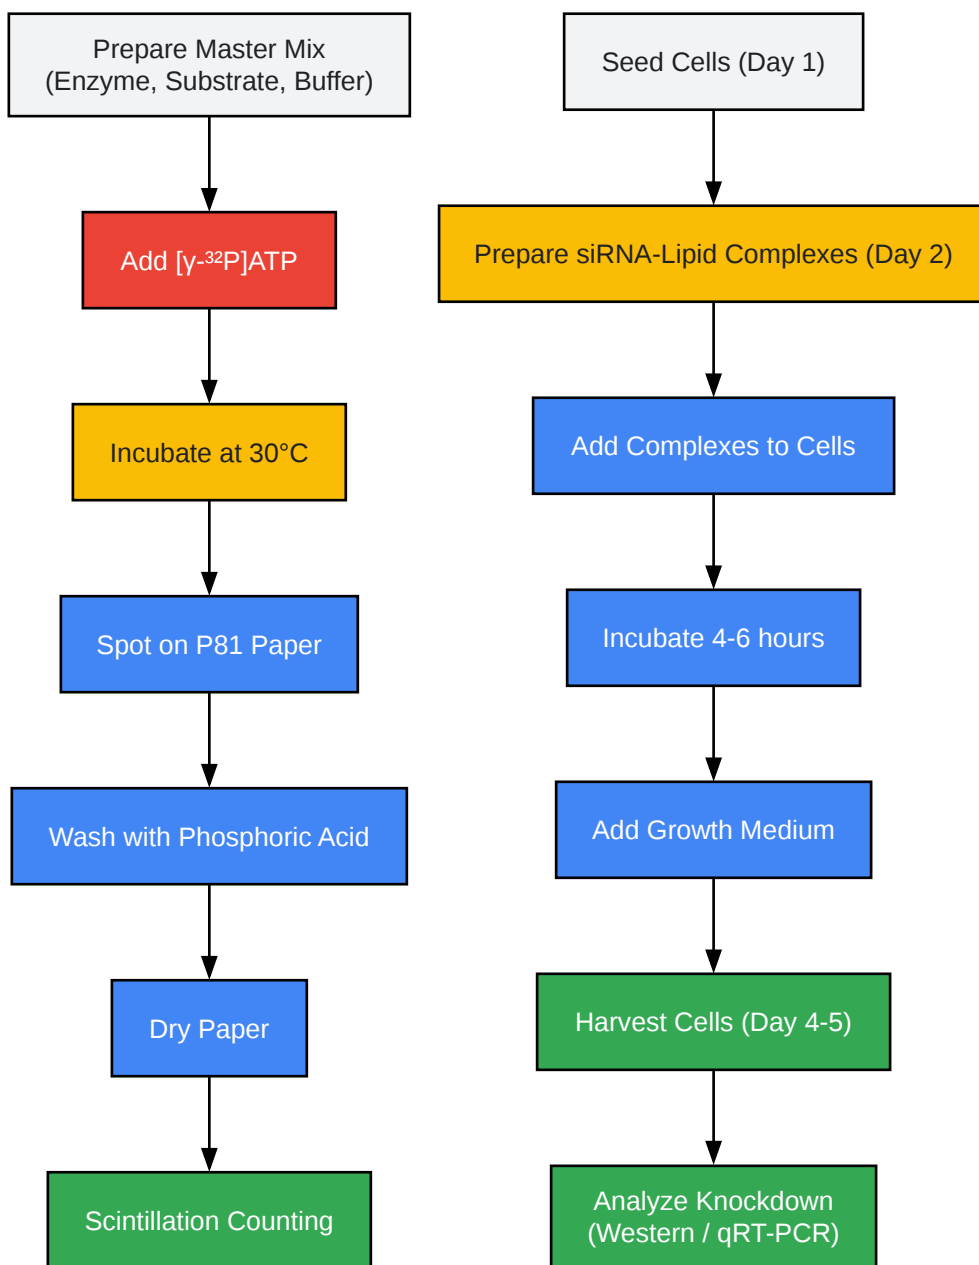 Prepare Master Mix
(Enzyme, Substrate, Buffer)
Add [γ-³²P]ATP
Incubate at 30°C
Spot on P81 Paper
Wash with Phosphoric Acid
Dry Paper
Scintillation Counting
Seed Cells (Day 1)
Prepare siRNA-Lipid Complexes (Day 2)
Add Complexes to Cells
Incubate 4-6 hours
Add Growth Medium
Harvest Cells (Day 4-5)
Analyze Knockdown
(Western / qRT-PCR)